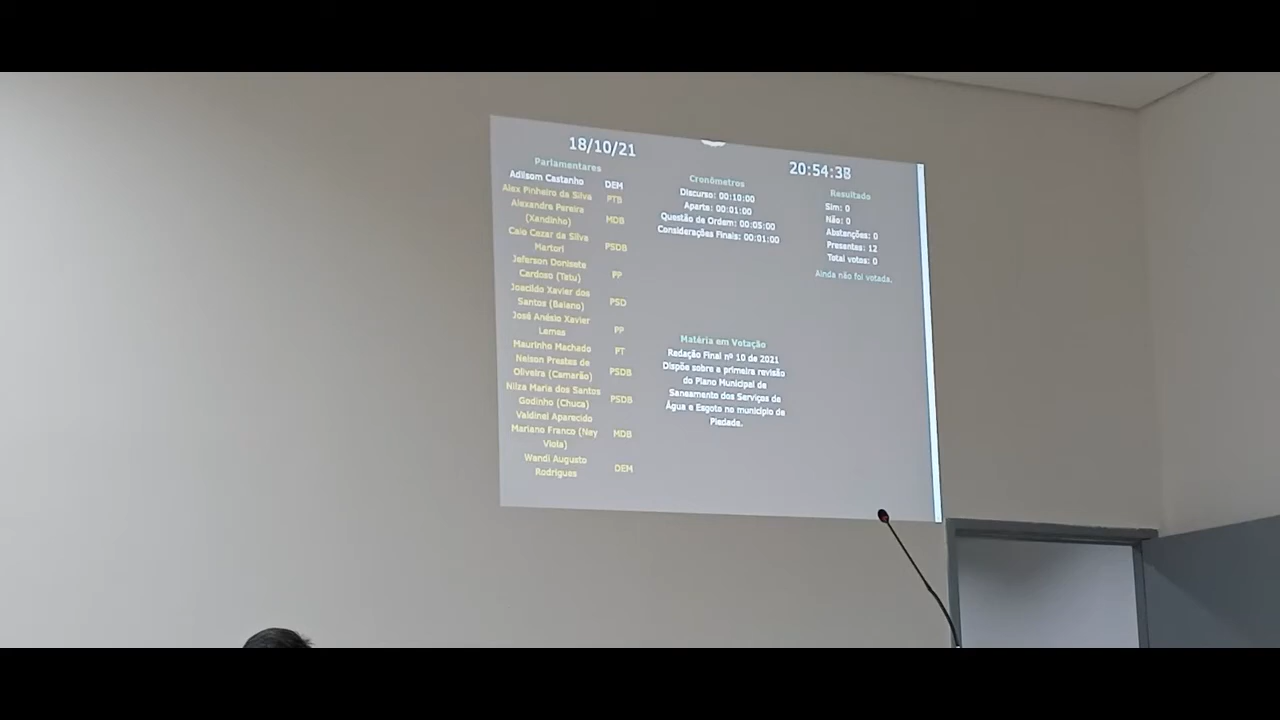 18/10/21
20:54:38
Parlamentares
Adilsom Castanho DEM
Alex Pinheiro da Silva PTB
Alexandre Pereira
(Xandinho) MDB
Caio Cezar da Silva
Martori PSDB
Jeferson Donisete
Cardoso (Tatu) PP
Joacildo Xavier dos
Santos (Baiano) PSD
José Anésio Xavier
Lemes PP
Maurinho Machado PT
Nelson Prestes de
Oliveira (Camarão) PSDB
Nilza Maria dos Santos
Godinho (Chuca) PSDB
Valdinei Aparecido
Mariano Franco (Ney
Viola) MDB
Wandi Augusto
Rodrigues DEM
Cronômetros
Discurso: 00:10:00
Aparte: 00:01:00
Questão de Ordem: 00:05:00
Considerações Finais: 00:01:00
Matéria em Votação
Redação Final nº 10 de 2021
Dispõe sobre a primeira revisão
do Plano Municipal de
Saneamento dos Serviços de
Água e Esgoto no município de
Piedade.
Resultado
Sim: 0
Não: 0
Abstenções: 0
Presentes: 12
Total votos: 0
Ainda não foi votada.